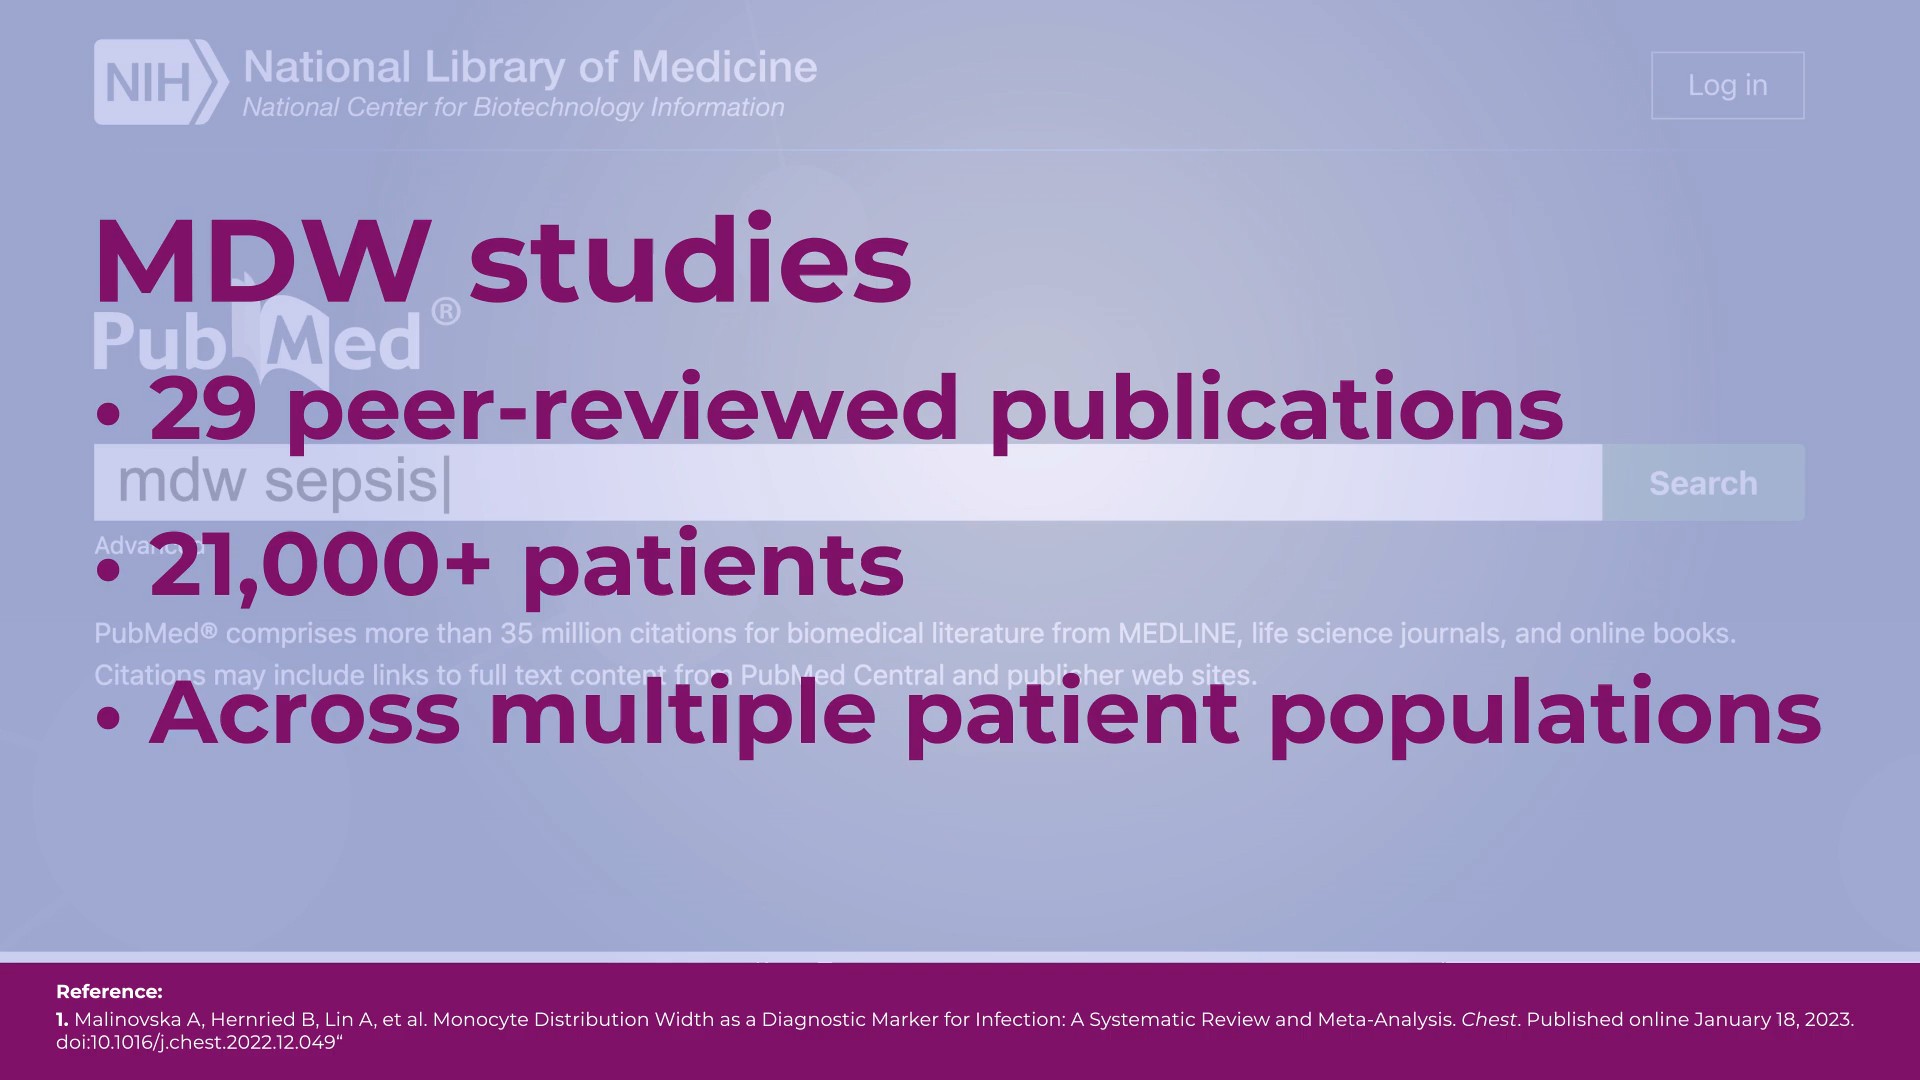 NIH National Library of Medicine
National Center for Biotechnology Information
Log in
MDW studies
PubMed®
• 29 peer-reviewed publications
mdw sepsis|
Search
Advanced
• 21,000+ patients
PubMed® comprises more than 35 million citations for biomedical literature from MEDLINE, life science journals, and online books.
Citations may include links to full text content from PubMed Central and publisher web sites.
• Across multiple patient populations
Reference:
1. Malinovska A, Hernried B, Lin A, et al. Monocyte Distribution Width as a Diagnostic Marker for Infection: A Systematic Review and Meta-Analysis. Chest. Published online January 18, 2023.
doi:10.1016/j.chest.2022.12.049“